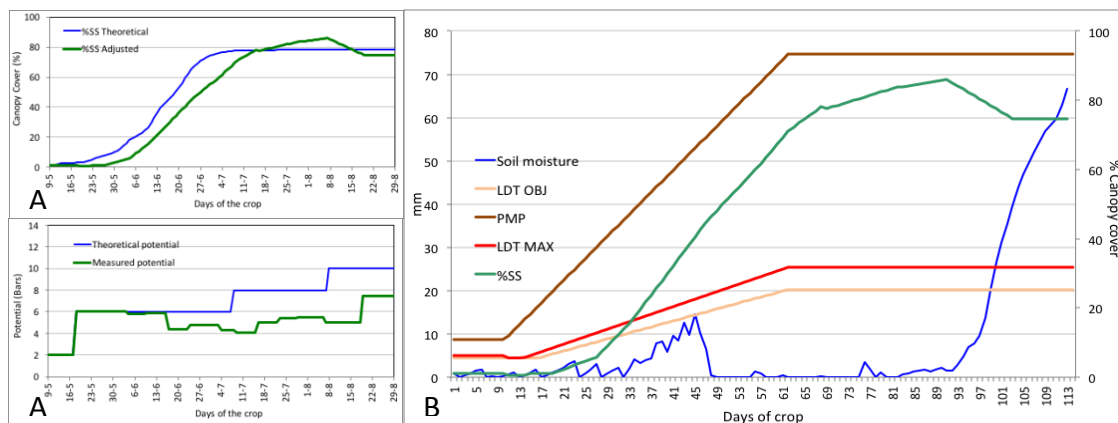 100
80
60
40
20
0
Canopy Cover (%)
%SS Theoretical
%SS Adjusted
9-5 16-5 23-5 30-5 6-6 13-6 20-6 27-6 4-7 11-7 18-7 25-7 1-8 8-8 15-8 22-8 29-8
Days of the crop
A
14
12
10
8
6
4
2
0
Potential (Bars)
Theoretical potential
Measured potential
9-5 16-5 23-5 30-5 6-6 13-6 20-6 27-6 4-7 11-7 18-7 25-7 1-8 8-8 15-8 22-8 29-8
Days of the crop
A
80
70
60
50
40
30
20
10
0
mm
Soil moisture
LDT OBJ
PMP
LDT MAX
%SS
100
80
60
40
20
0
% Canopy cover
1 5 9 13 17 21 25 29 33 37 41 45 49 53 57 61 65 69 73 77 81 85 89 93 97 101 105 109 113
Days of crop
B